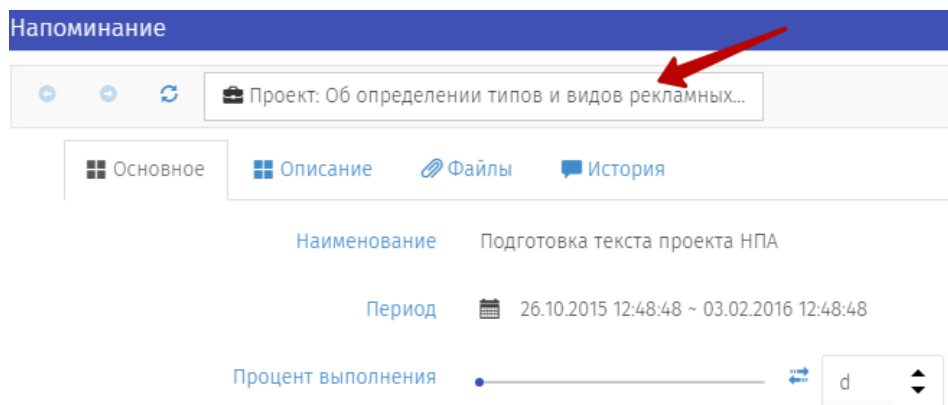 Напоминание
Проект: Об определении типов и видов рекламных...
Основное Описание Файлы История
Наименование Подготовка текста проекта НПА
Период 26.10.2015 12:48:48 ~ 03.02.2016 12:48:48
Процент выполнения d